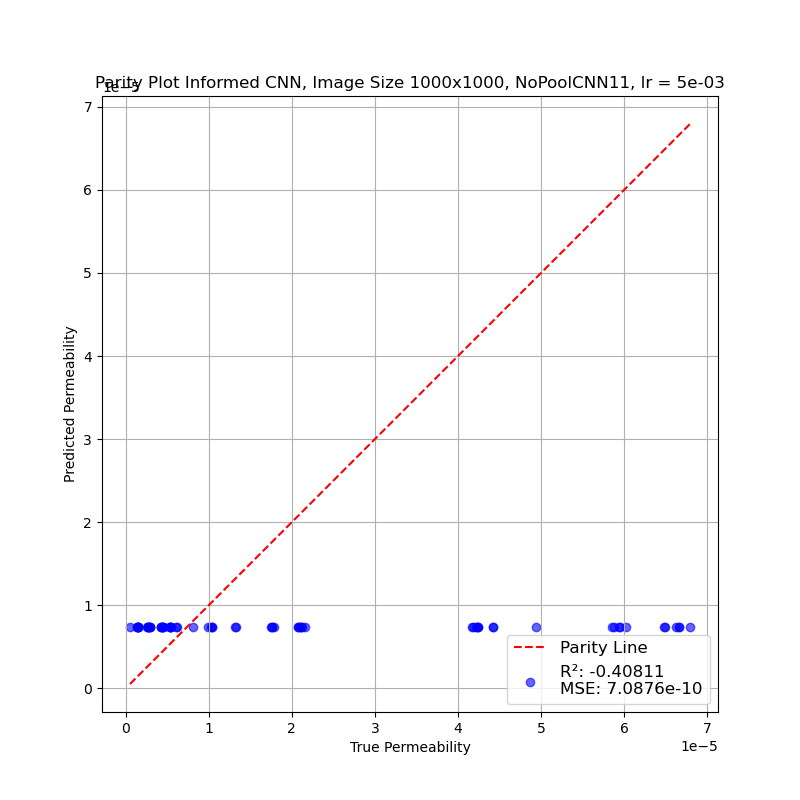 Parity Plot Informed CNN, Image Size 1000x1000, NoPoolCNN11, lr = 5e-03
1e−5
7
6
5
4
3
2
1
0
Predicted Permeability
Parity Line
R²: -0.40811
MSE: 7.0876e-10
0 1 2 3 4 5 6 7
True Permeability
1e−5